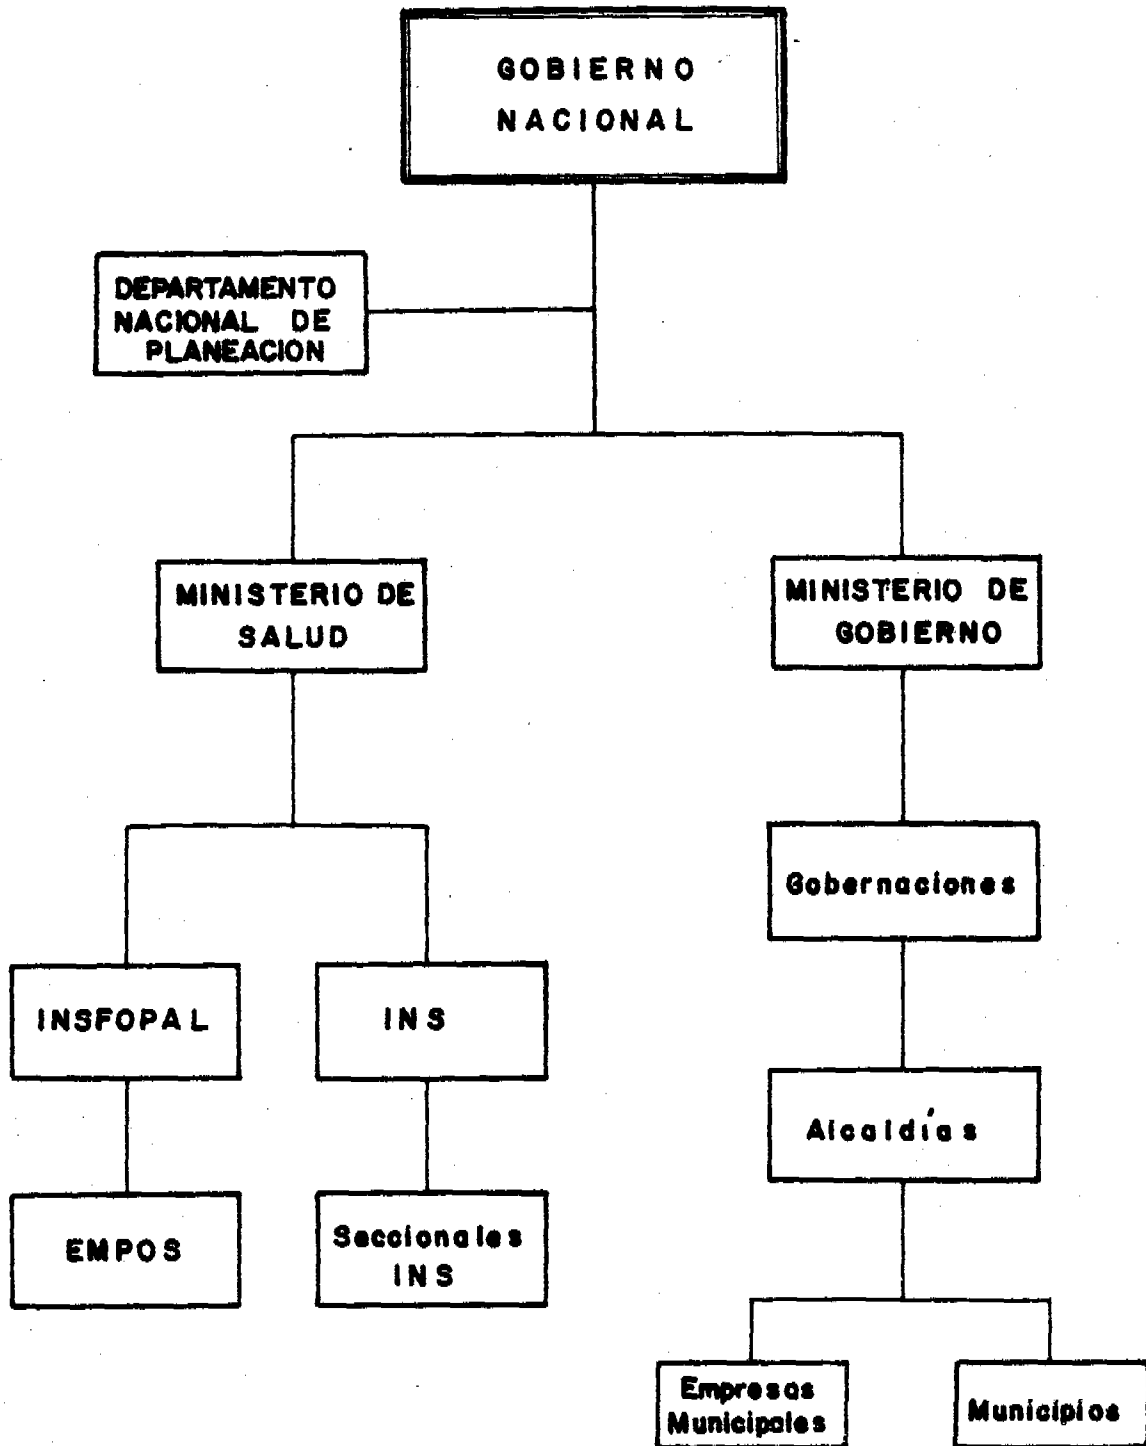 GOBIERNO
NACIONAL
DEPARTAMENTO
NACIONAL DE
PLANEACION
MINISTERIO DE
SALUD
MINISTERIO DE
GOBIERNO
Gobernaciones
INSFOPAL
INS
Alcaldías
EMPOS
Seccionales
INS
Empresas
Municipales
Municipios